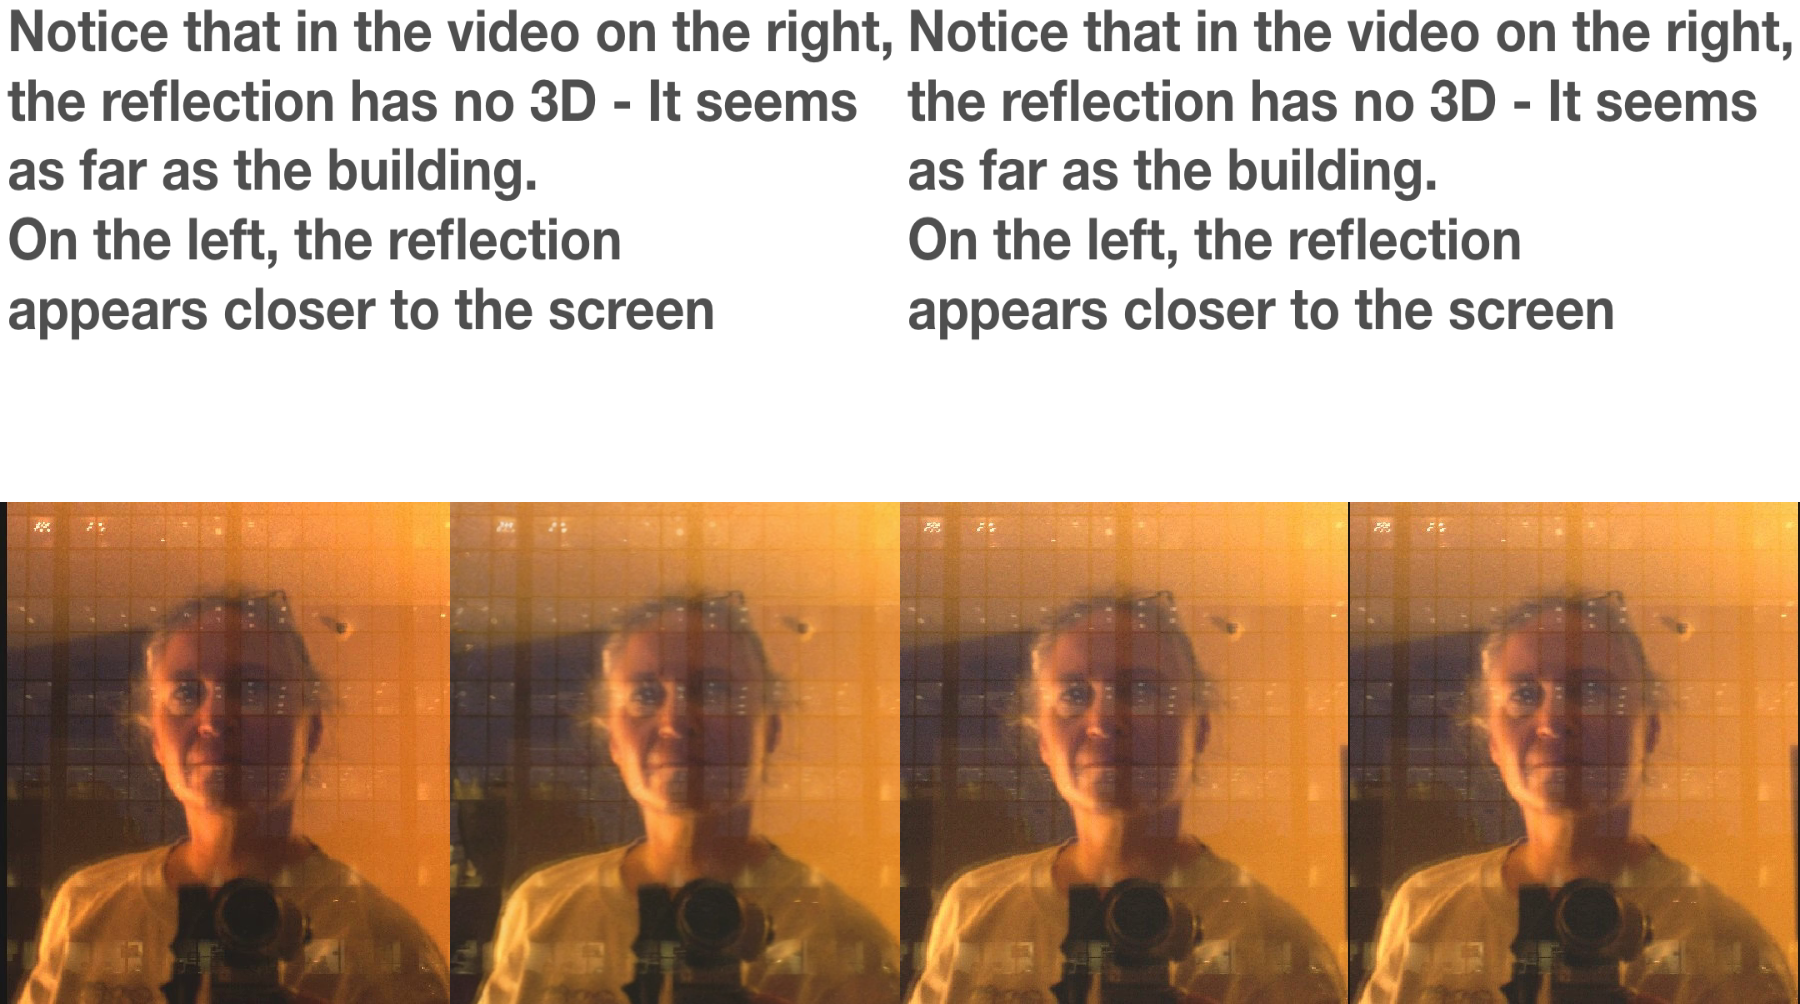 Notice that in the video on the right,
the reflection has no 3D - It seems
as far as the building.
On the left, the reflection
appears closer to the screen
Notice that in the video on the right,
the reflection has no 3D - It seems
as far as the building.
On the left, the reflection
appears closer to the screen